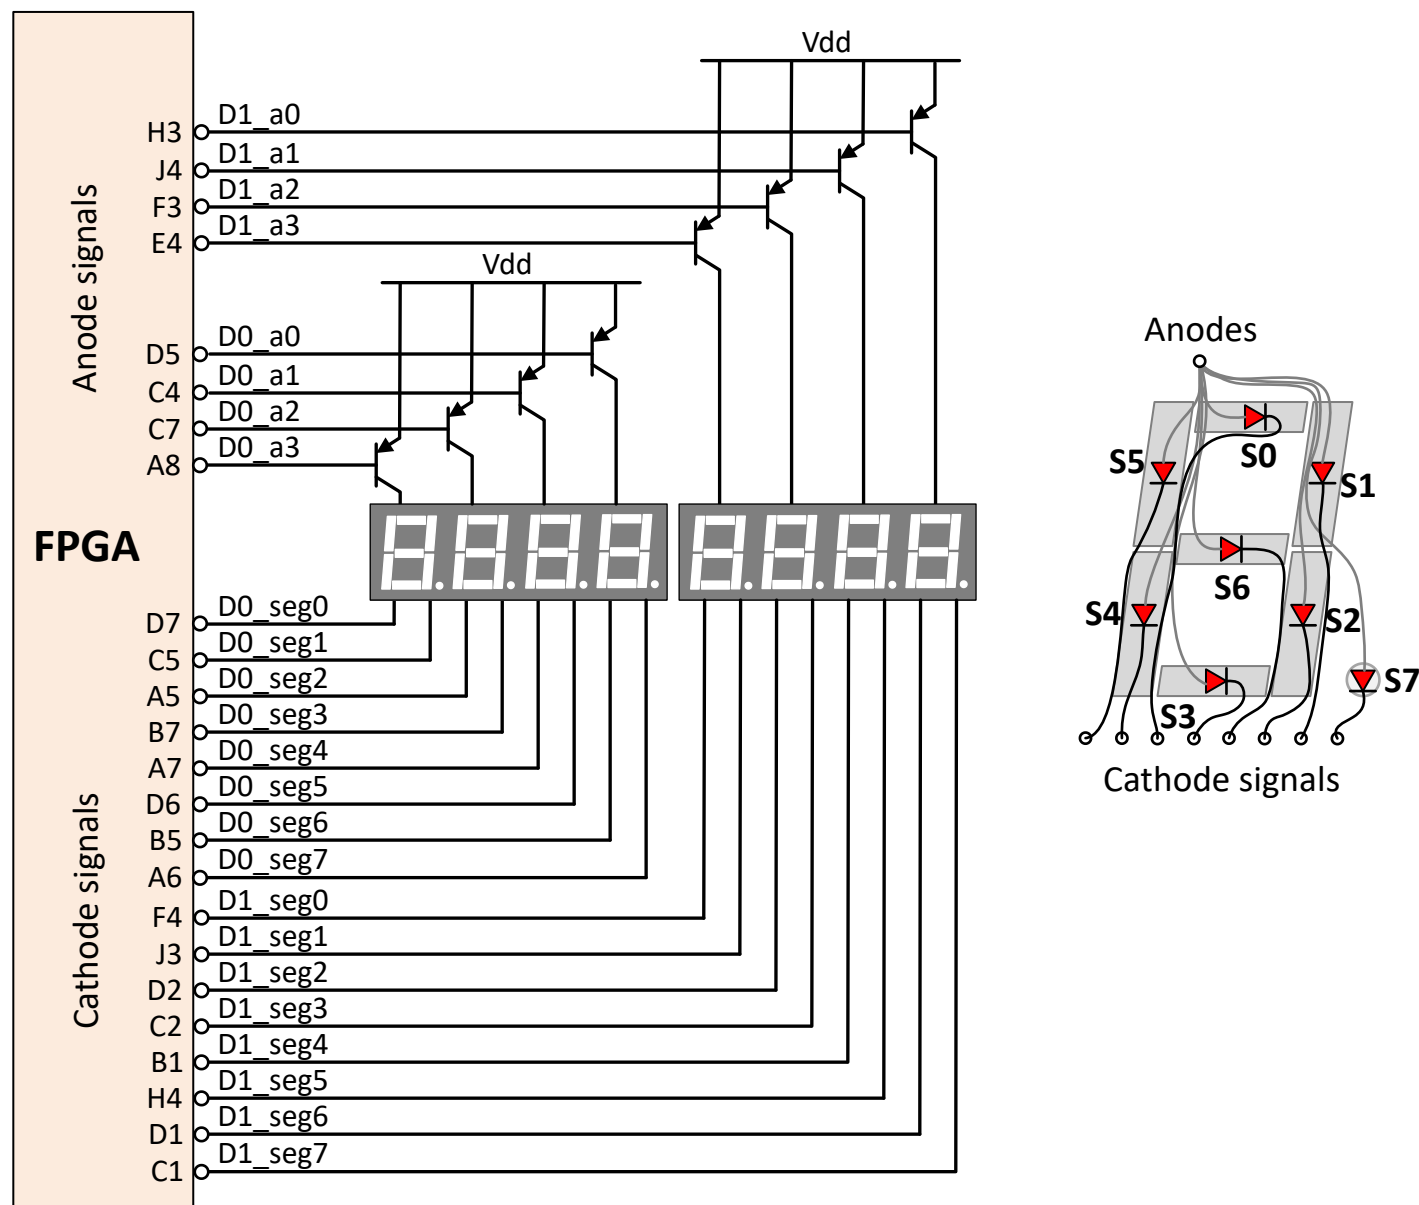 Vdd
D1_a0
H3
D1_a1
J4
D1_a2
F3
D1_a3
E4
Anode signals
Vdd
D0_a0
D5
D0_a1
C4
D0_a2
C7
D0_a3
A8
FPGA
D0_seg0
D7
D0_seg1
C5
D0_seg2
A5
D0_seg3
B7
D0_seg4
A7
D0_seg5
D6
D0_seg6
B5
D0_seg7
A6
Cathode signals
D1_seg0
F4
D1_seg1
J3
D1_seg2
D2
D1_seg3
C2
D1_seg4
B1
D1_seg5
H4
D1_seg6
D1
D1_seg7
C1
Anodes
S5
S0
S1
S6
S4
S2
S3
S7
Cathode signals